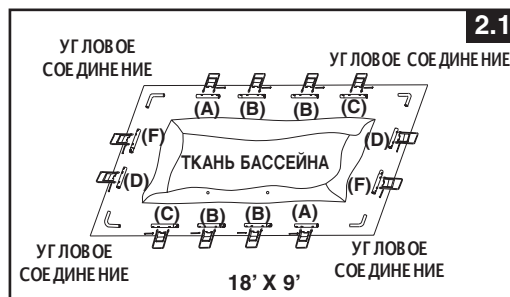 2.1
УГЛОВОЕ
СОЕДИНЕНИЕ
УГЛОВОЕ СОЕДИНЕНИЕ
(A) (B) (B) (C)
(F) (D)
ТКАНЬ БАССЕЙНА
(D) (F)
(C) (B) (B) (A)
УГЛОВОЕ
СОЕДИНЕНИЕ
УГЛОВОЕ
СОЕДИНЕНИЕ
18' X 9'